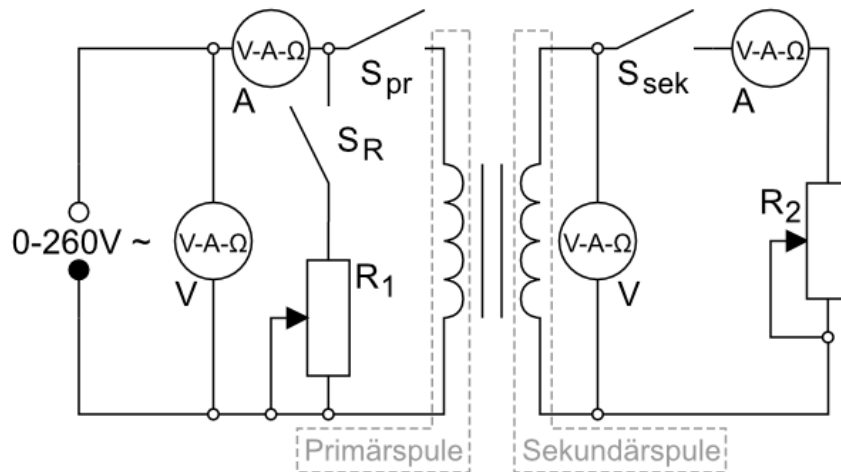 V-A-Ω
A
S_pr
S_R
0-260V ~
V-A-Ω
V
R_1
V-A-Ω
V
S_sek
V-A-Ω
A
R_2
Primärspule
Sekundärspule